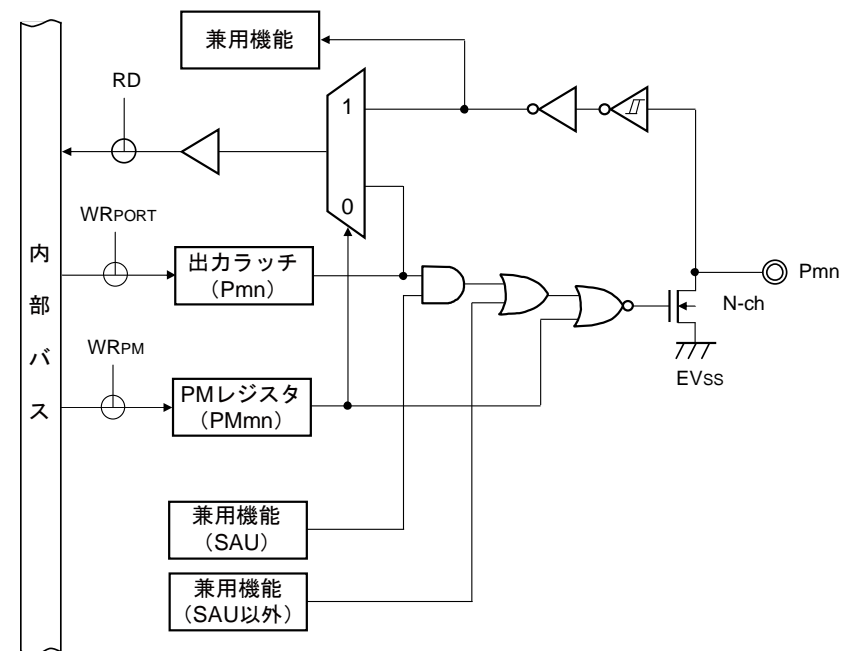 兼用機能
RD
1
0
WRPORT
出力ラッチ
（Pmn）
内部バス
Pmn
N-ch
EVSS
WRPM
PMレジスタ
（PMmn）
兼用機能
（SAU）
兼用機能
（SAU以外）